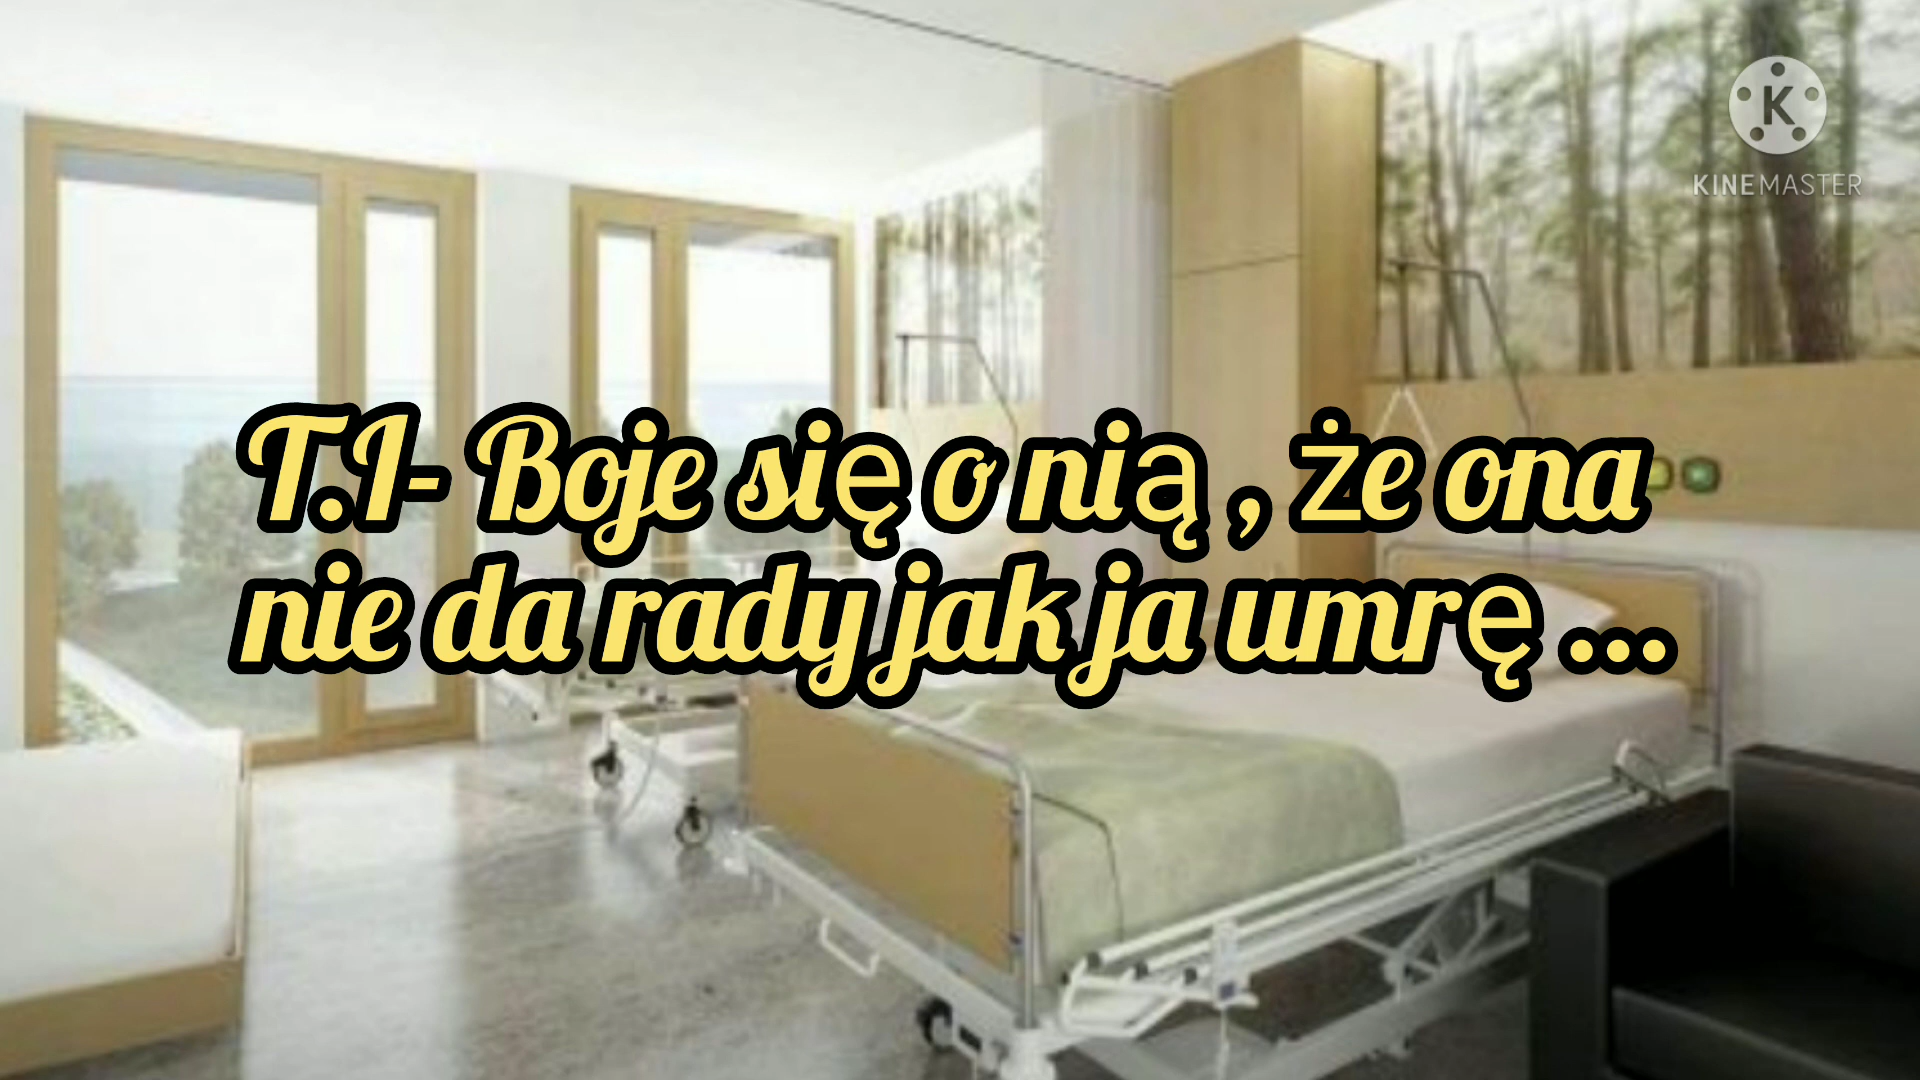 K
KINEMASTER
T.I- Boje się o nią , że ona
nie da rady jak ja umrę ...